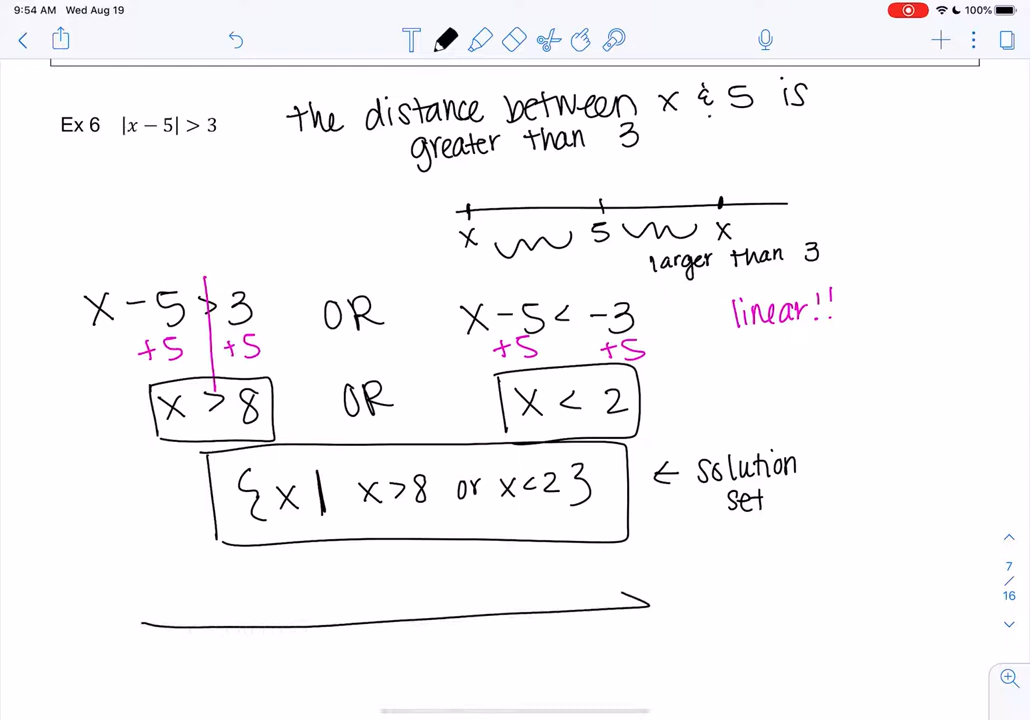 9:54 AM Wed Aug 19
100%
T
the distance between x & 5 is
Ex 6 |x − 5| > 3
greater than 3
x 5 x
larger than 3
x − 5 > 3 OR x − 5 < −3 linear!!
+5 +5 +5 +5
x > 8 OR x < 2
{x | x>8 or x<2} ← solution
set
7
/
16